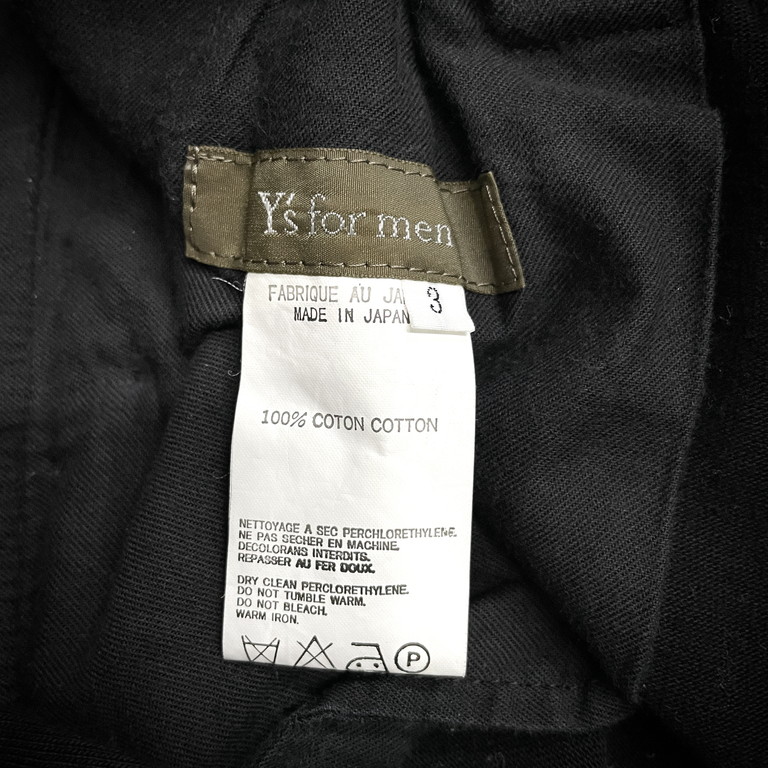 Y's for men
FABRIQUE AU JA
3
MADE IN JAPAN
100% COTON COTTON
NETTOYAGE A SEC PERCHLORETHYLENE.
NE PAS SECHER EN MACHINE.
DECOLORANS INTERDITS.
REPASSER AU FER DOUX.
DRY CLEAN PERCLORETHYLENE.
DO NOT TUMBLE WARM.
DO NOT BLEACH.
WARM IRON.
P